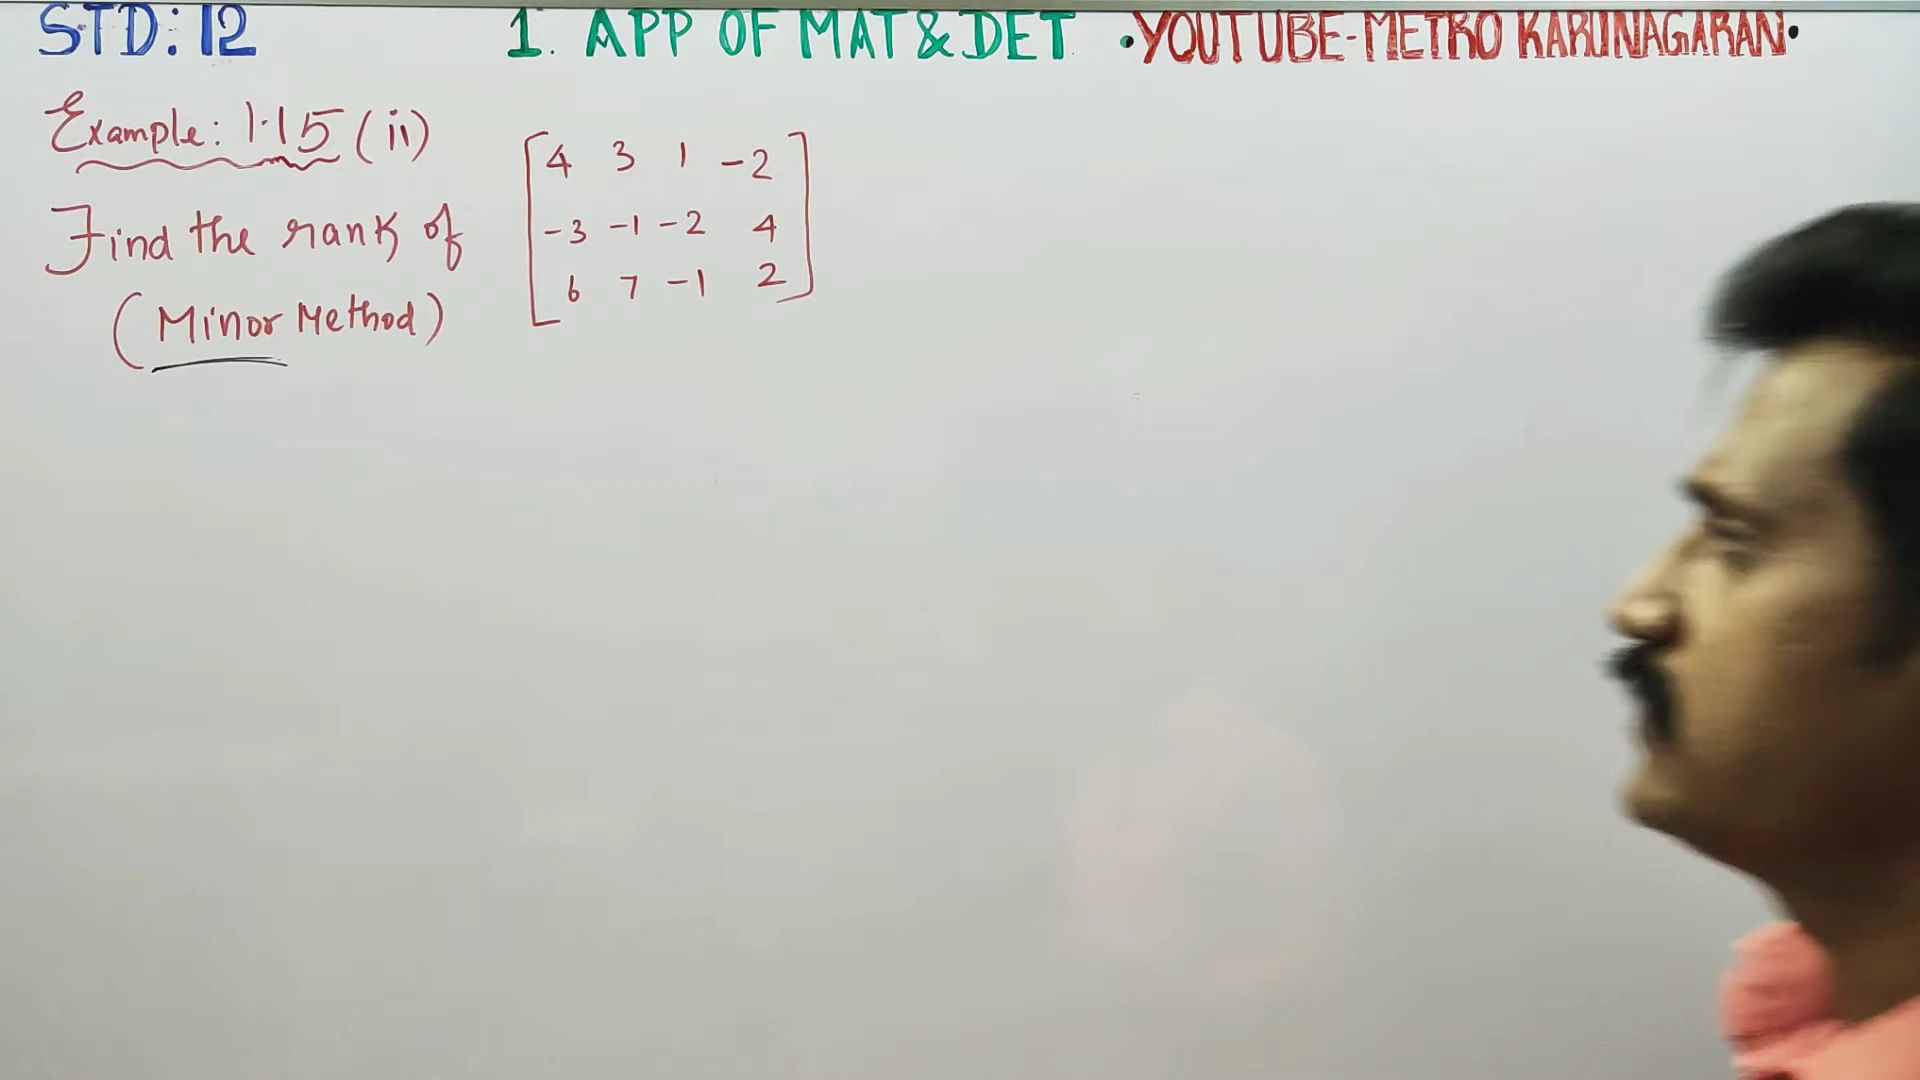 STD: 12 1. APP OF MAT & DET •YOUTUBE-METRO KARUNAGARAN•
Example: 1.15 (ii)
Find the rank of
(Minor Method)
4 3 1 -2
-3 -1 -2 4
6 7 -1 2